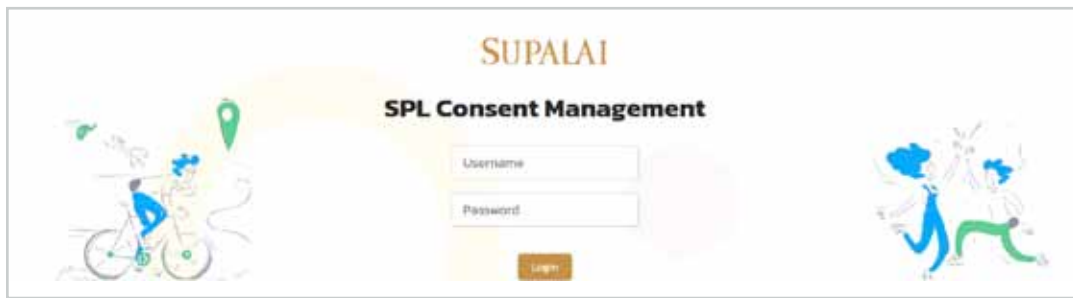 SUPALAI
SPL Consent Management
Username
Password
Login